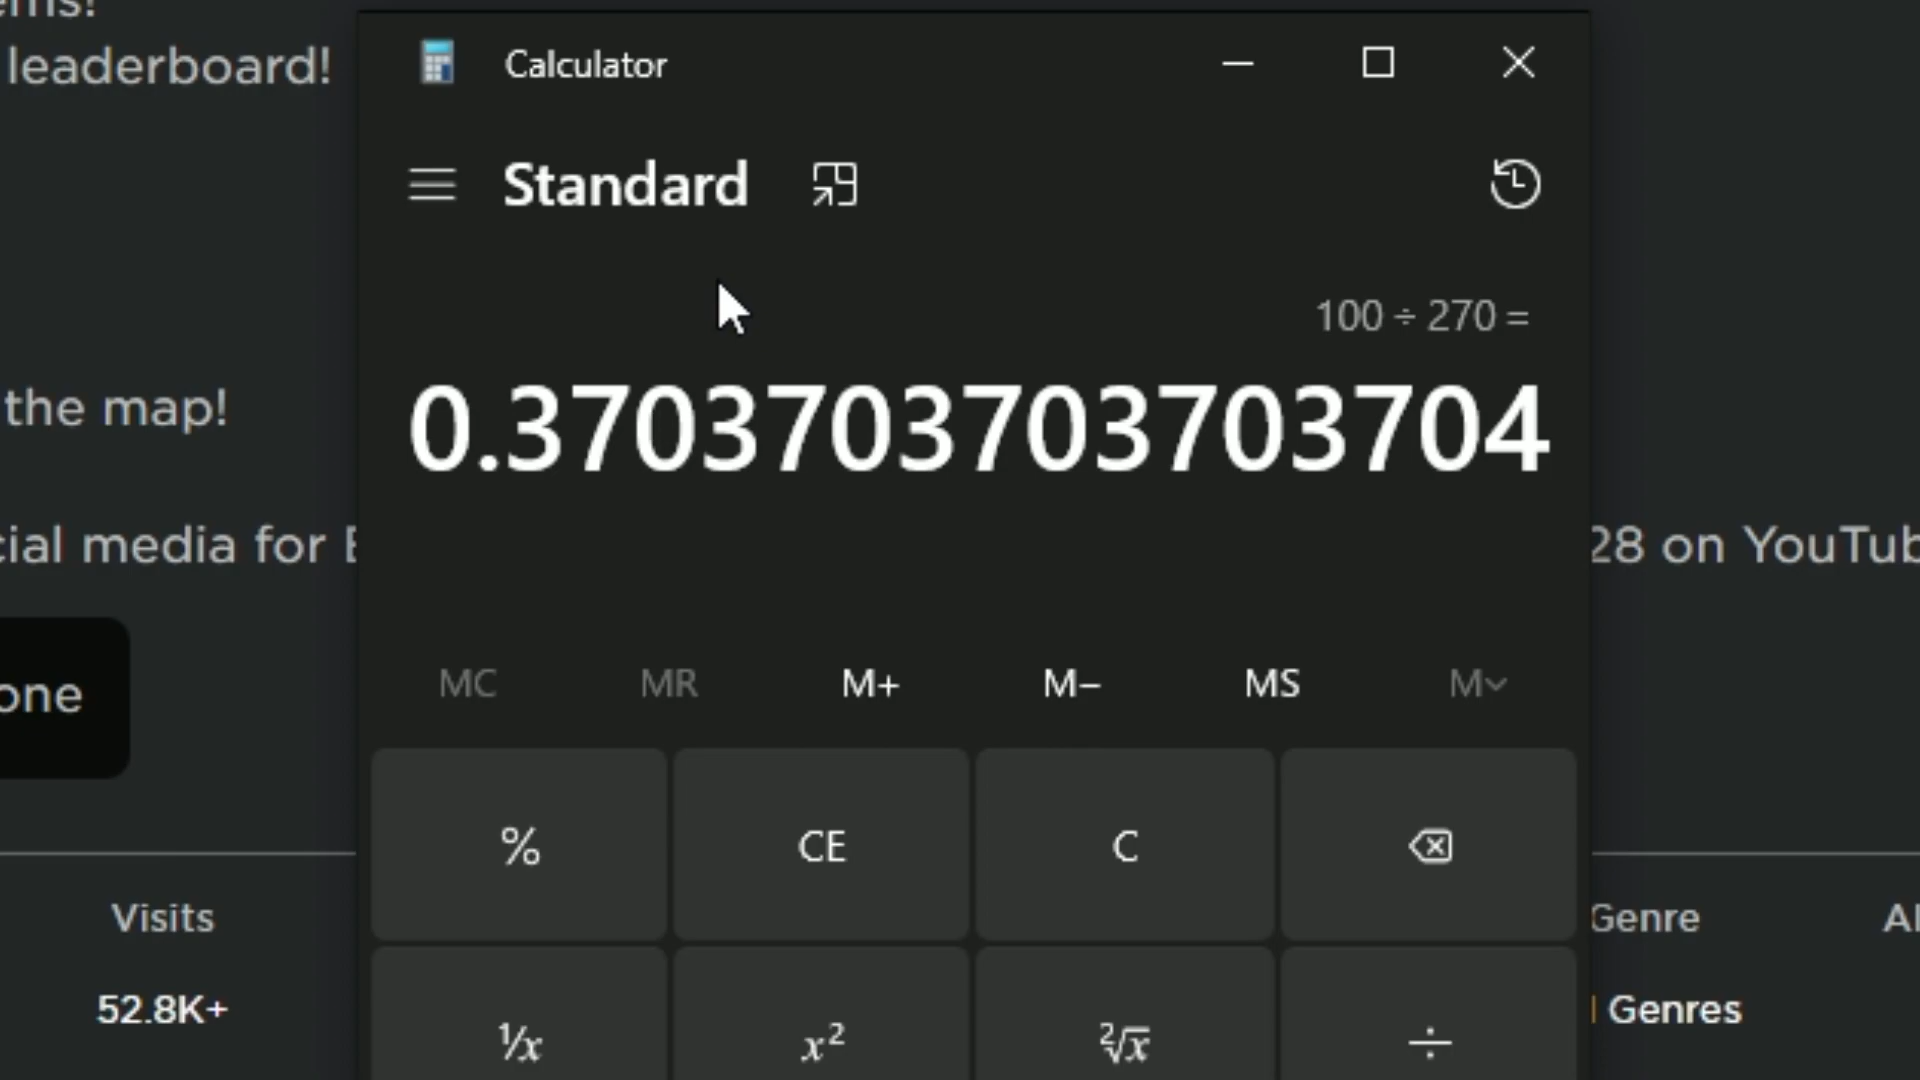 ems!
leaderboard!
Calculator
Standard
100 ÷ 270 =
0.3703703703703704
the map!
cial media for
28 on YouTub
MC MR M+ M- MS M
one
% CE C
Visits
Genre
52.8K+
Genres
¹/x x² ²√x ÷